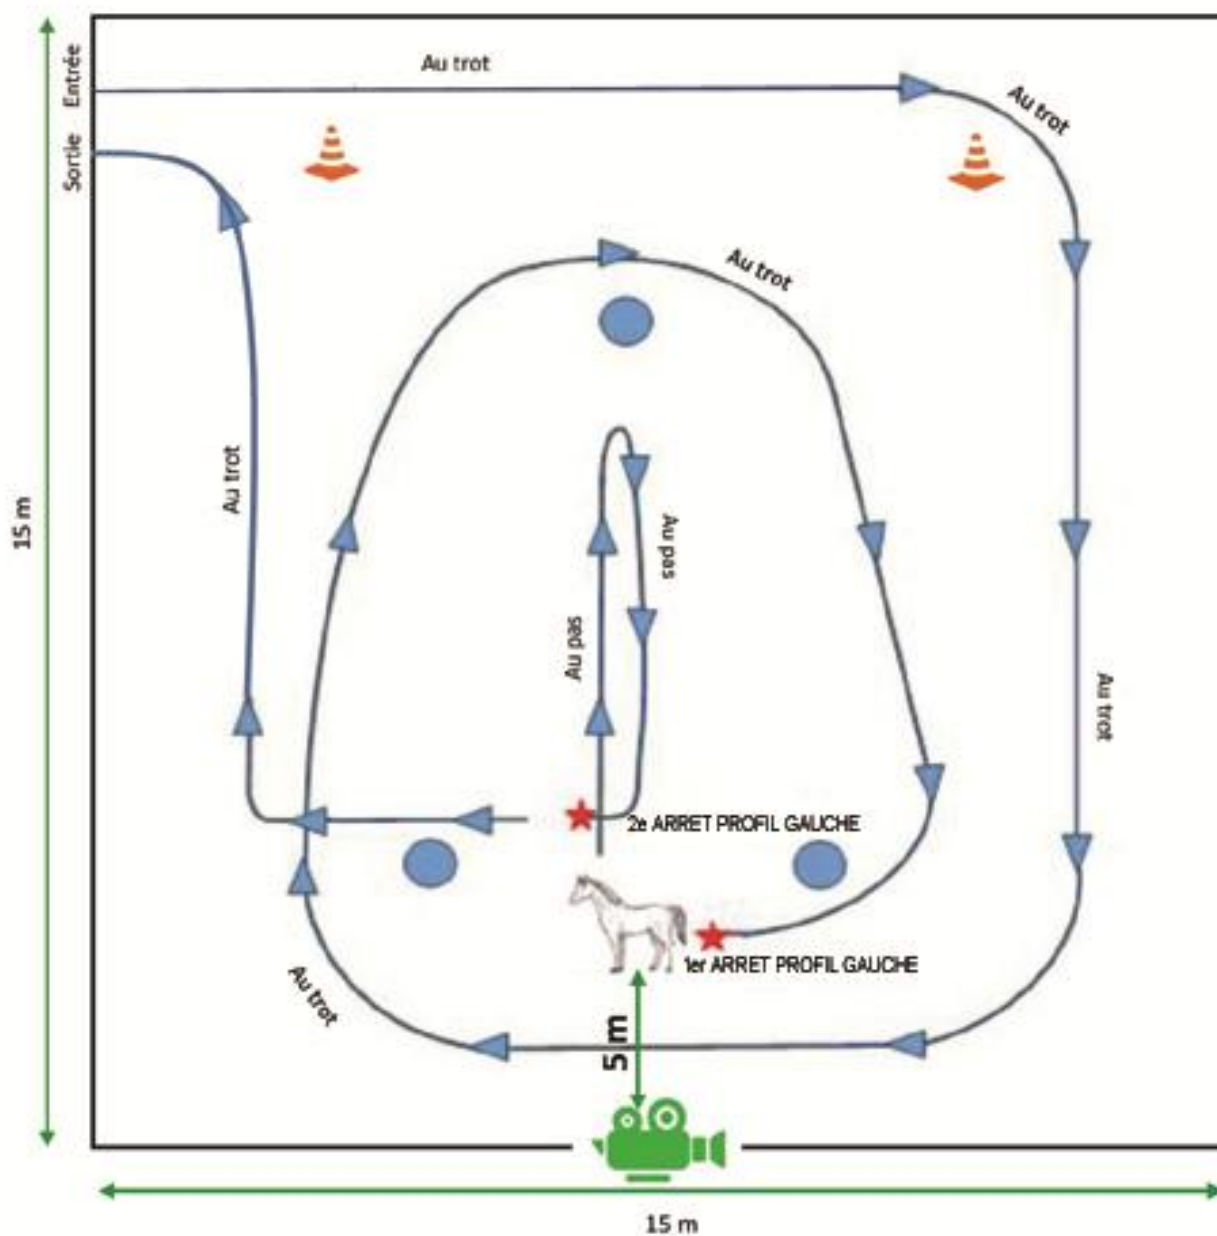 Entrée
Au trot
Au trot
Sortie
Au trot
Au trot
Au pas
15 m
Au pas
Au trot
2è ARRET PROFIL GAUCHE
1er ARRET PROFIL GAUCHE
Au trot
5 m
15 m